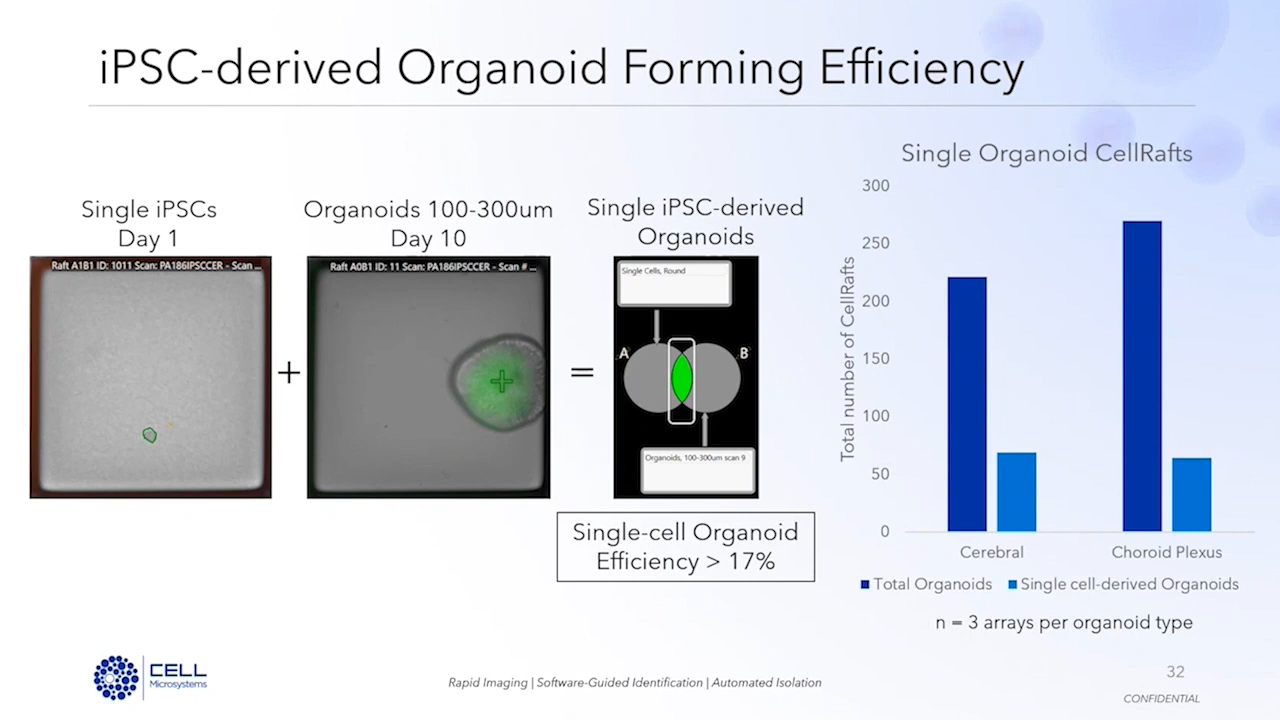 iPSC-derived Organoid Forming Efficiency
Single iPSCs
Day 1
Raft A1B1 ID: 1011 Scan: PA186IPSCCER - Scan ...
+
Organoids 100-300um
Day 10
Raft A0B1 ID: 11 Scan: PA186IPSCCER - Scan # ...
=
Single iPSC-derived
Organoids
Single Cells, Round
A
B
Organoids, 100-300um scan 9
Single-cell Organoid
Efficiency > 17%
Single Organoid CellRafts
Total number of CellRafts
300
250
200
150
100
50
0
Cerebral
Choroid Plexus
Total Organoids
Single cell-derived Organoids
n = 3 arrays per organoid type
CELL
Microsystems
Rapid Imaging | Software-Guided Identification | Automated Isolation
32
CONFIDENTIAL